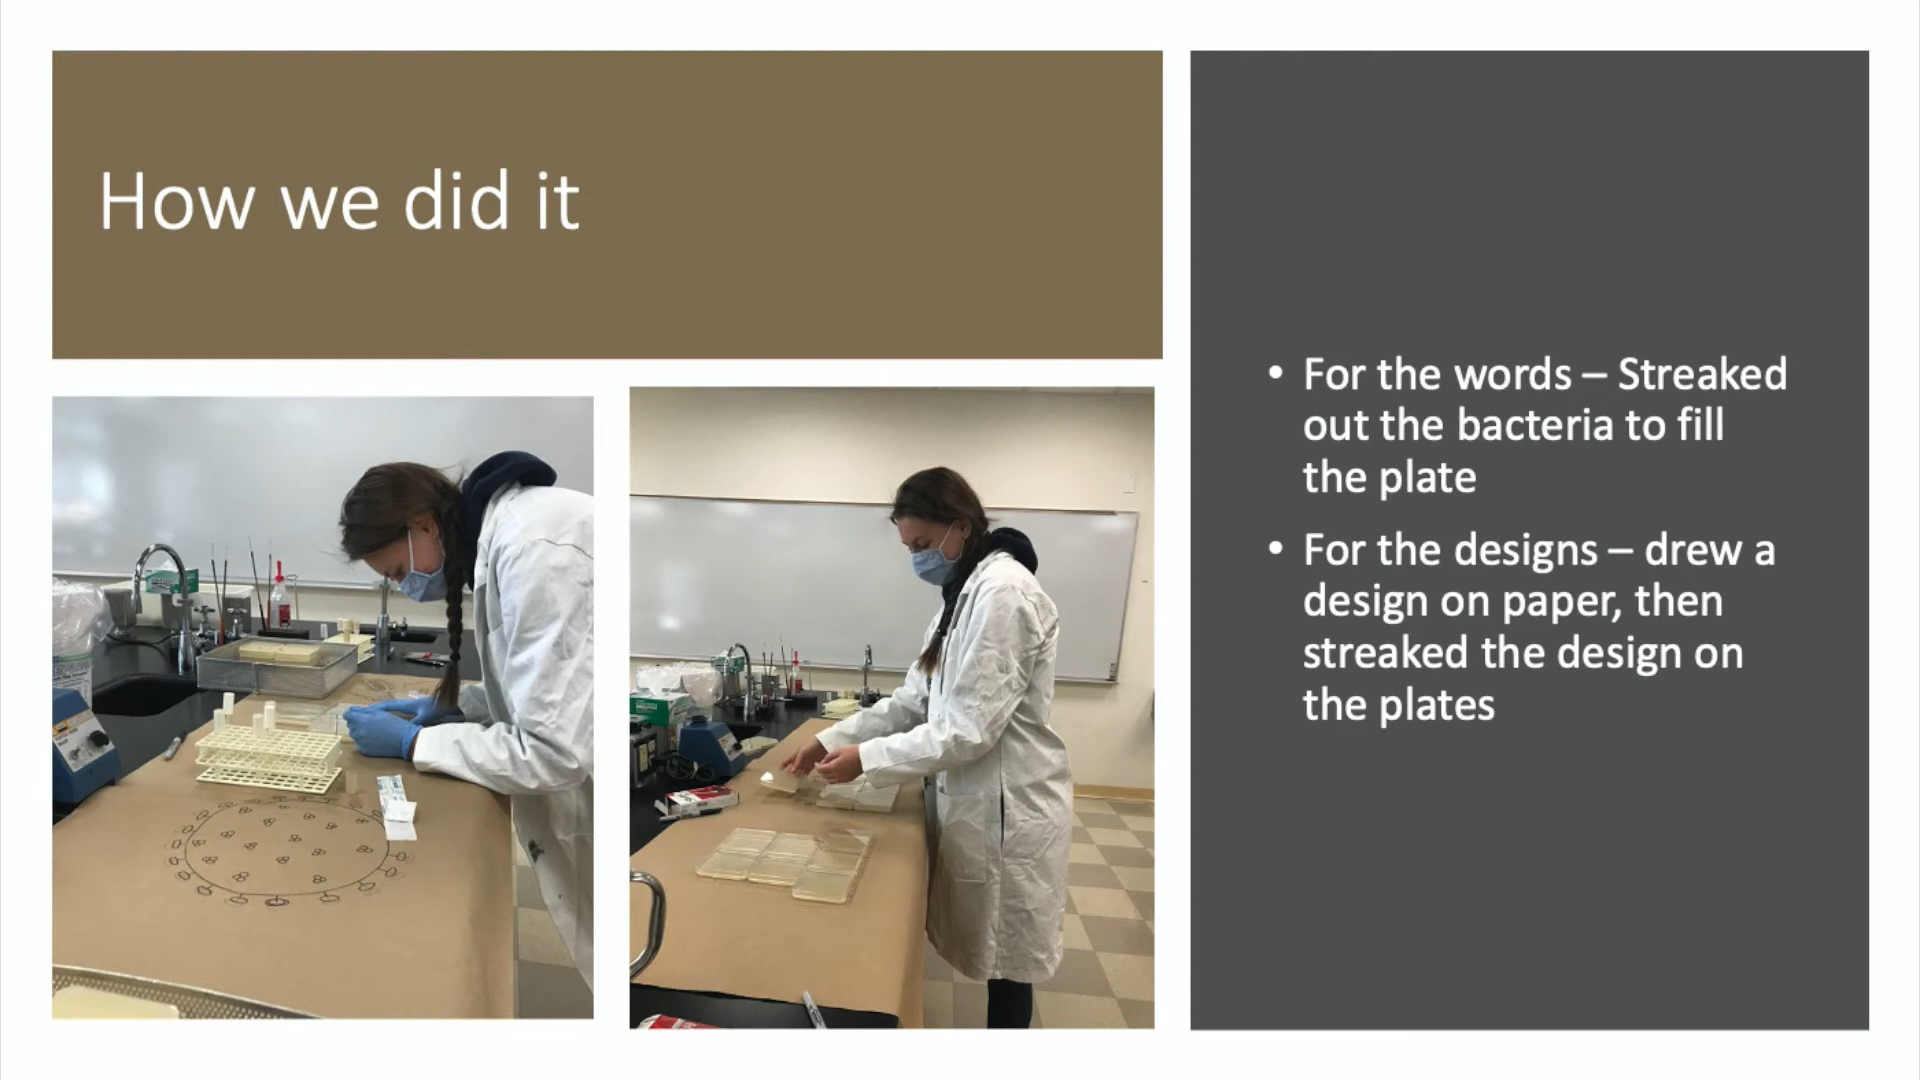 How we did it
• For the words – Streaked
out the bacteria to fill
the plate
• For the designs – drew a
design on paper, then
streaked the design on
the plates